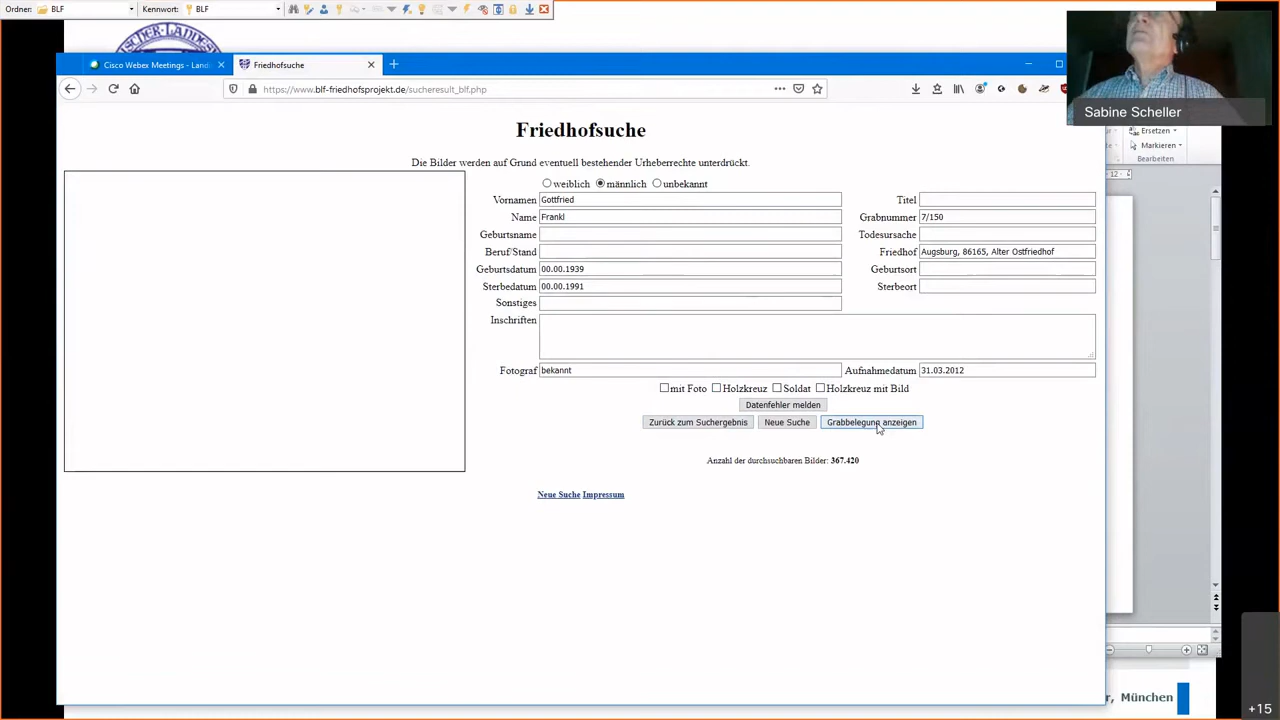 Ordner: BLF Kennwort: BLF
SCHER-LANDES
Cisco Webex Meetings - Land
Friedhofsuche
https://www.blf-friedhofsprojekt.de/sucheresult_blf.php
Sabine Scheller
Ersetzen
Markieren
Bearbeiten
12
Friedhofsuche
Die Bilder werden auf Grund eventuell bestehender Urheberrechte unterdrückt.
weiblich männlich unbekannt
Vornamen Gottfried Titel
Name Frankl Grabnummer 7/150
Geburtsname Todesursache
Beruf/Stand Friedhof Augsburg, 86165, Alter Ostfriedhof
Geburtsdatum 00.00.1939 Geburtsort
Sterbedatum 00.00.1991 Sterbeort
Sonstiges
Inschriften
Fotograf bekannt Aufnahmedatum 31.03.2012
mit Foto Holzkreuz Soldat Holzkreuz mit Bild
Datenfehler melden
Zurück zum Suchergebnis Neue Suche Grabbelegung anzeigen
Anzahl der durchsuchbaren Bilder: 367.420
Neue Suche Impressum
r, München
+15